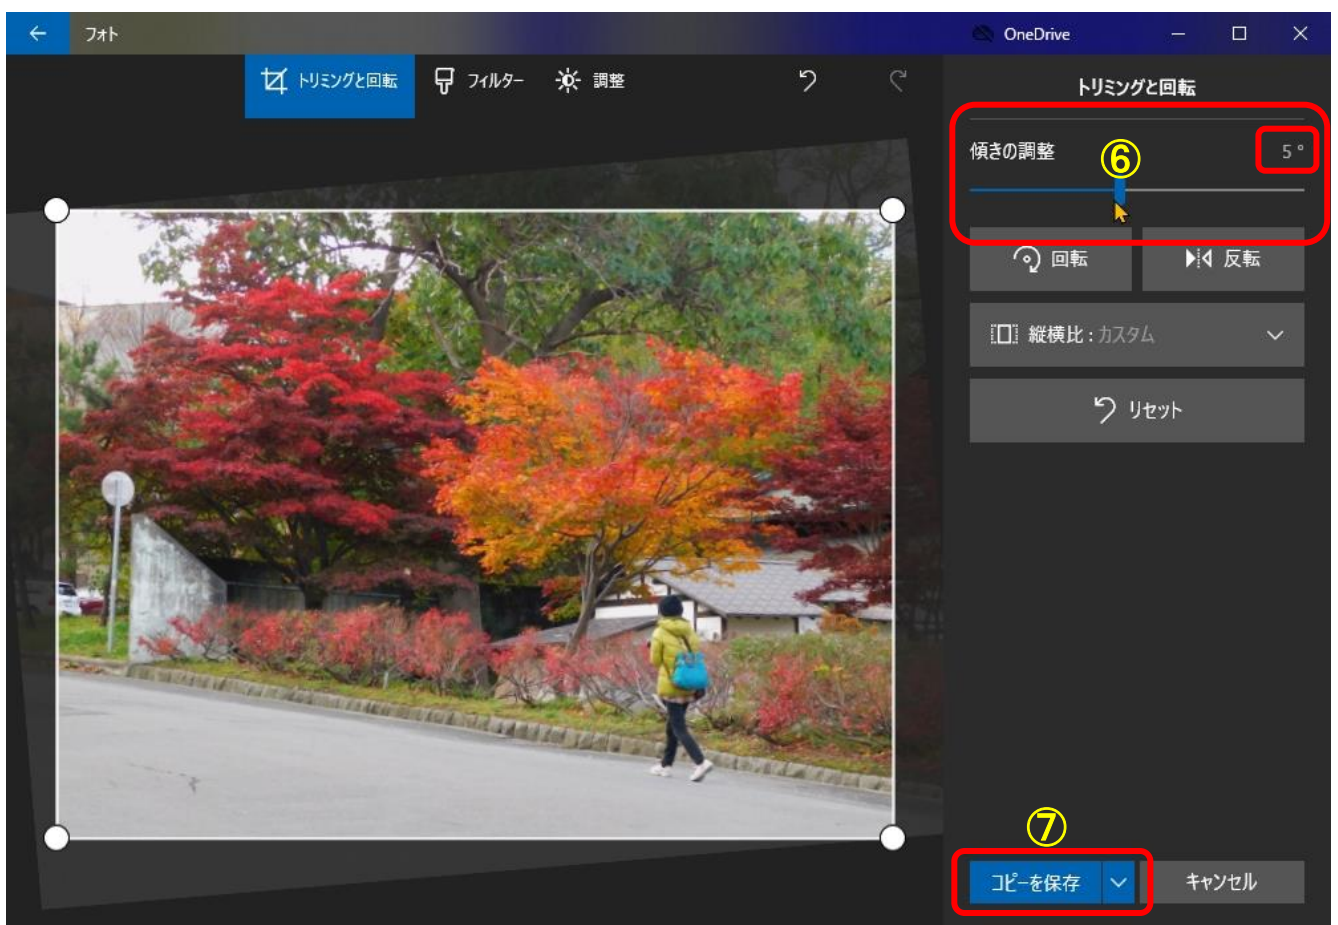 フォト
OneDrive
トリミングと回転
フィルター
調整
トリミングと回転
傾きの調整
⑥
5°
回転
反転
縦横比 : カスタム
リセット
⑦
コピーを保存
キャンセル